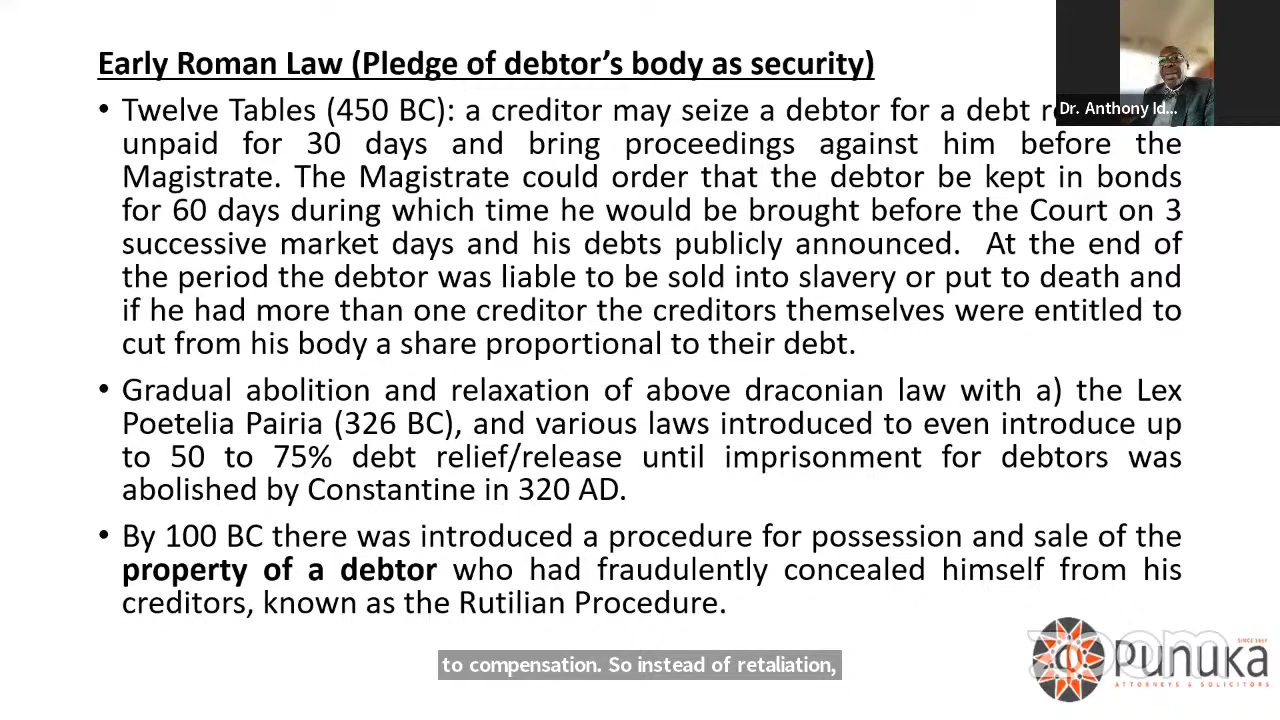 Early Roman Law (Pledge of debtor’s body as security)
• Twelve Tables (450 BC): a creditor may seize a debtor for a debt
unpaid for 30 days and bring proceedings against him before the
Magistrate. The Magistrate could order that the debtor be kept in bonds
for 60 days during which time he would be brought before the Court on 3
successive market days and his debts publicly announced. At the end of
the period the debtor was liable to be sold into slavery or put to death and
if he had more than one creditor the creditors themselves were entitled to
cut from his body a share proportional to their debt.
• Gradual abolition and relaxation of above draconian law with a) the Lex
Poetelia Pairia (326 BC), and various laws introduced to even introduce up
to 50 to 75% debt relief/release until imprisonment for debtors was
abolished by Constantine in 320 AD.
• By 100 BC there was introduced a procedure for possession and sale of the
property of a debtor who had fraudulently concealed himself from his
creditors, known as the Rutilian Procedure.
Dr. Anthony Id...
to compensation. So instead of retaliation,
zoom
PUNUKA
ATTORNEYS & SOLICITORS